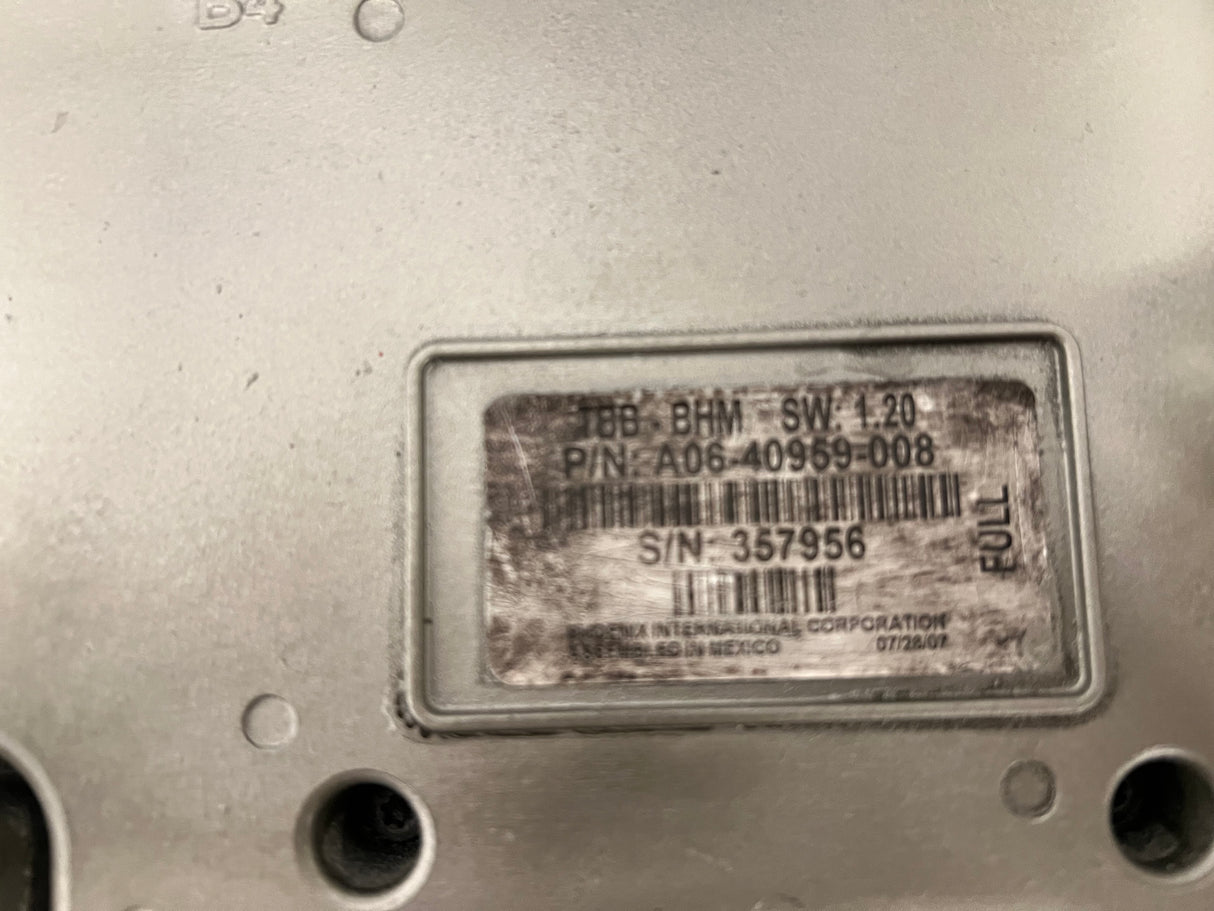 B4
TBB - BHM SW: 1.20
P/N: A06-40959-008
S/N: 357956
FULL
PHOENIX INTERNATIONAL CORPORATION
ASSEMBLED IN MEXICO 07/28/07